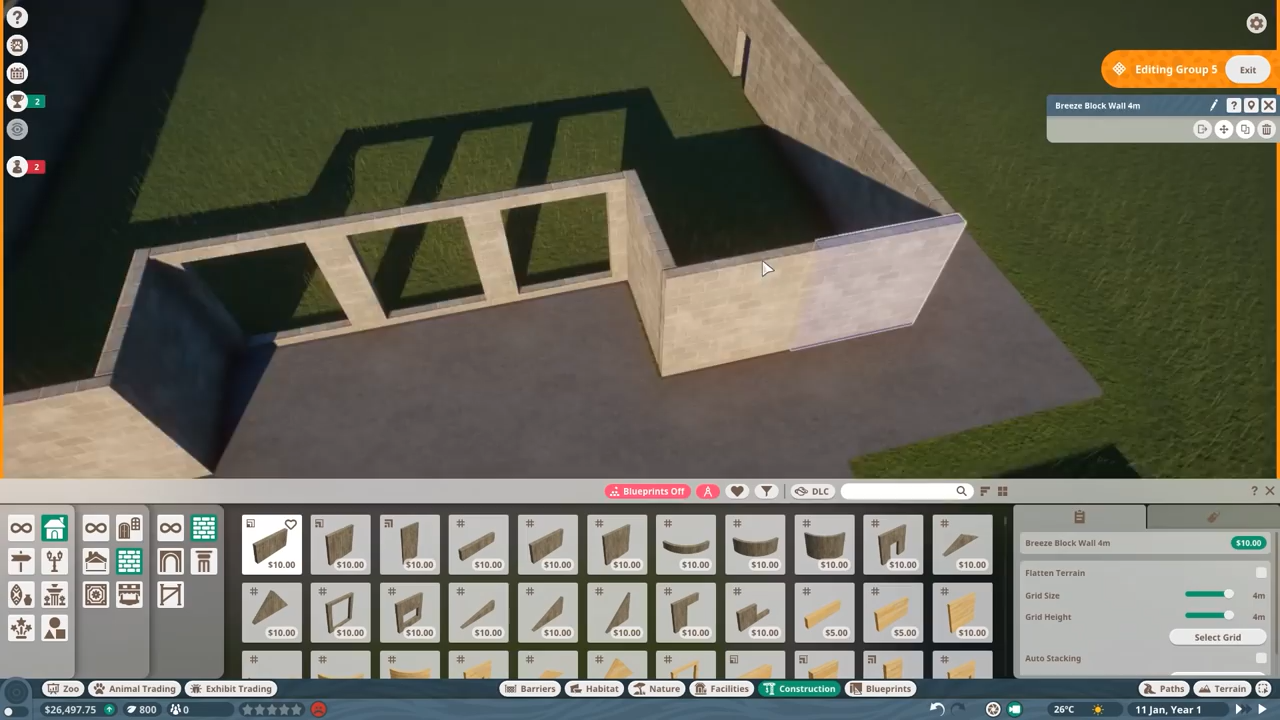 Editing Group 5
Exit
Breeze Block Wall 4m
2
2
Blueprints Off
DLC
$10.00 $10.00 $10.00 $10.00 $10.00 $10.00 $10.00 $10.00 $10.00 $10.00 $10.00
$10.00 $10.00 $10.00 $10.00 $10.00 $10.00 $10.00 $10.00 $5.00 $5.00 $10.00
Breeze Block Wall 4m $10.00
Flatten Terrain
Grid Size 4m
Grid Height 4m
Select Grid
Auto Stacking
Zoo Animal Trading Exhibit Trading Barriers Habitat Nature Facilities Construction Blueprints Paths Terrain
$26,497.75 800 0 26°C 11 Jan, Year 1